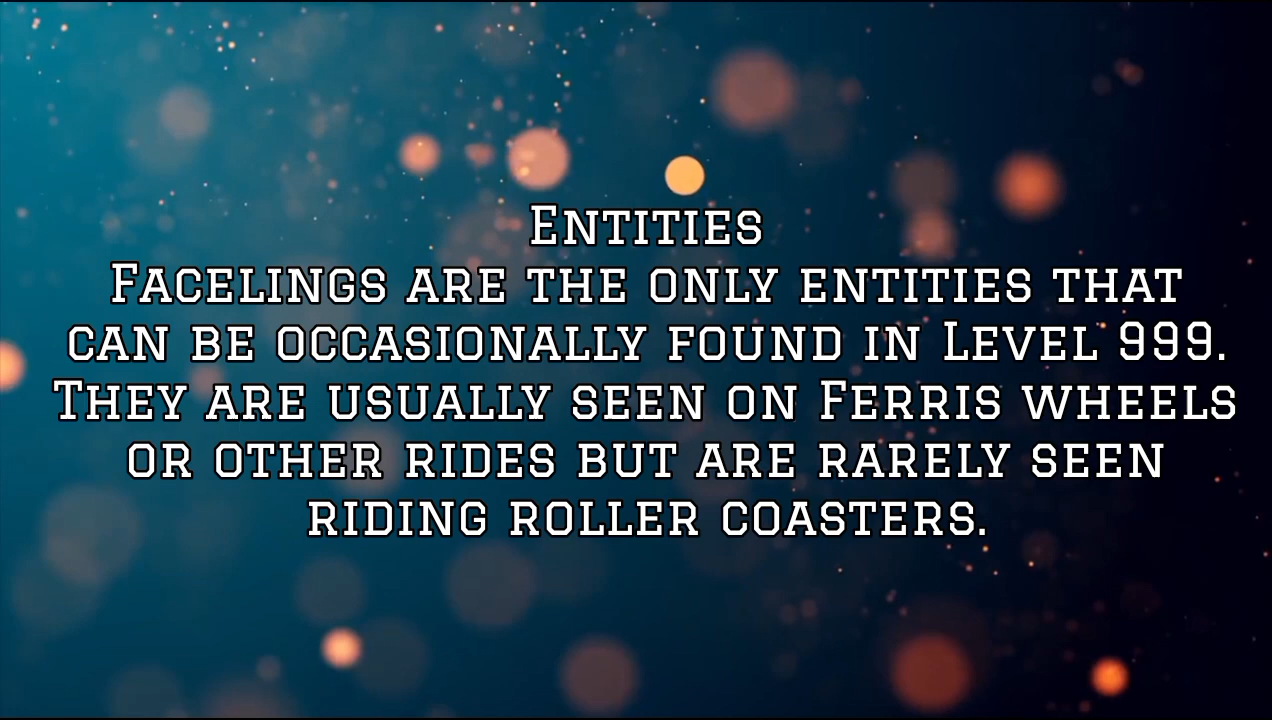 Entities
Facelings are the only entities that
can be occasionally found in Level 999.
They are usually seen on Ferris wheels
or other rides but are rarely seen
riding roller coasters.